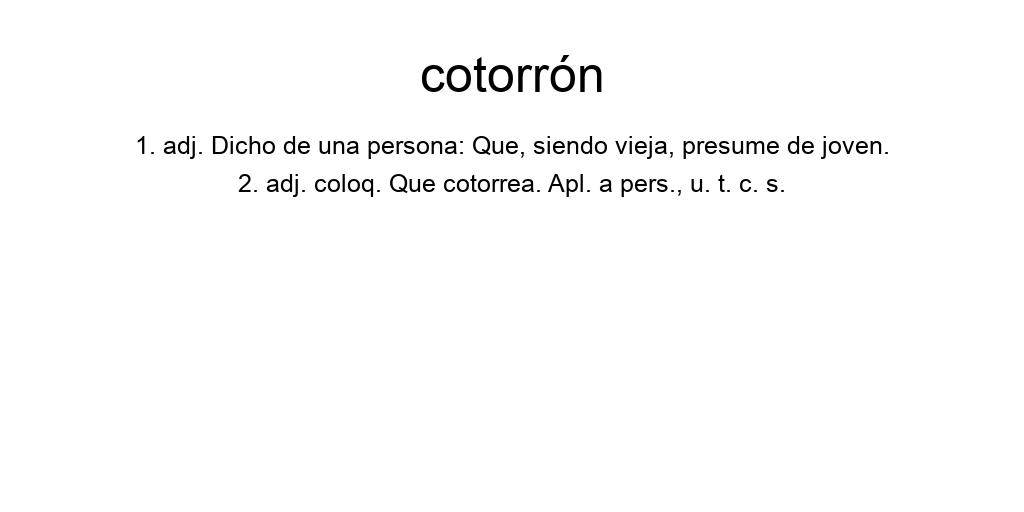 cotorrón
1. adj. Dicho de una persona: Que, siendo vieja, presume de joven.
2. adj. coloq. Que cotorrea. Apl. a pers., u. t. c. s.